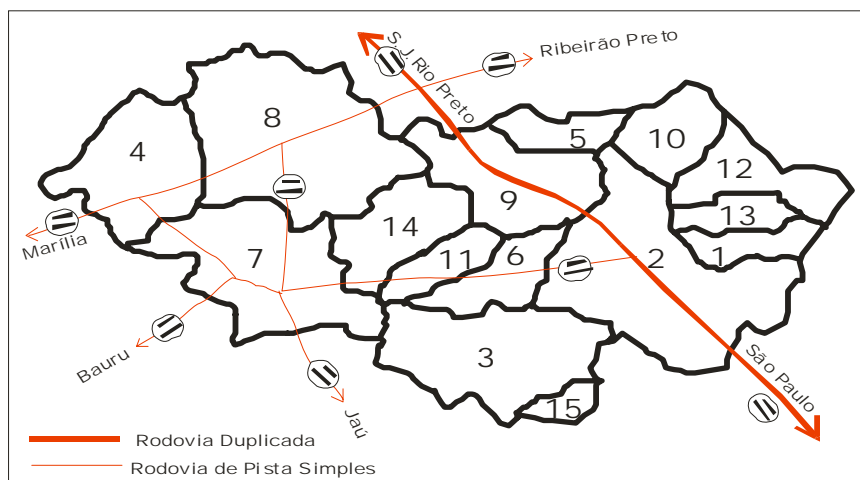 S. J. Rio Preto
Ribeirão Preto
8
5
10
4
12
9
14
13
Marília
7
11
6
2
1
Bauru
3
São Paulo
15
Jaú
Rodovia Duplicada
Rodovia de Pista Simples